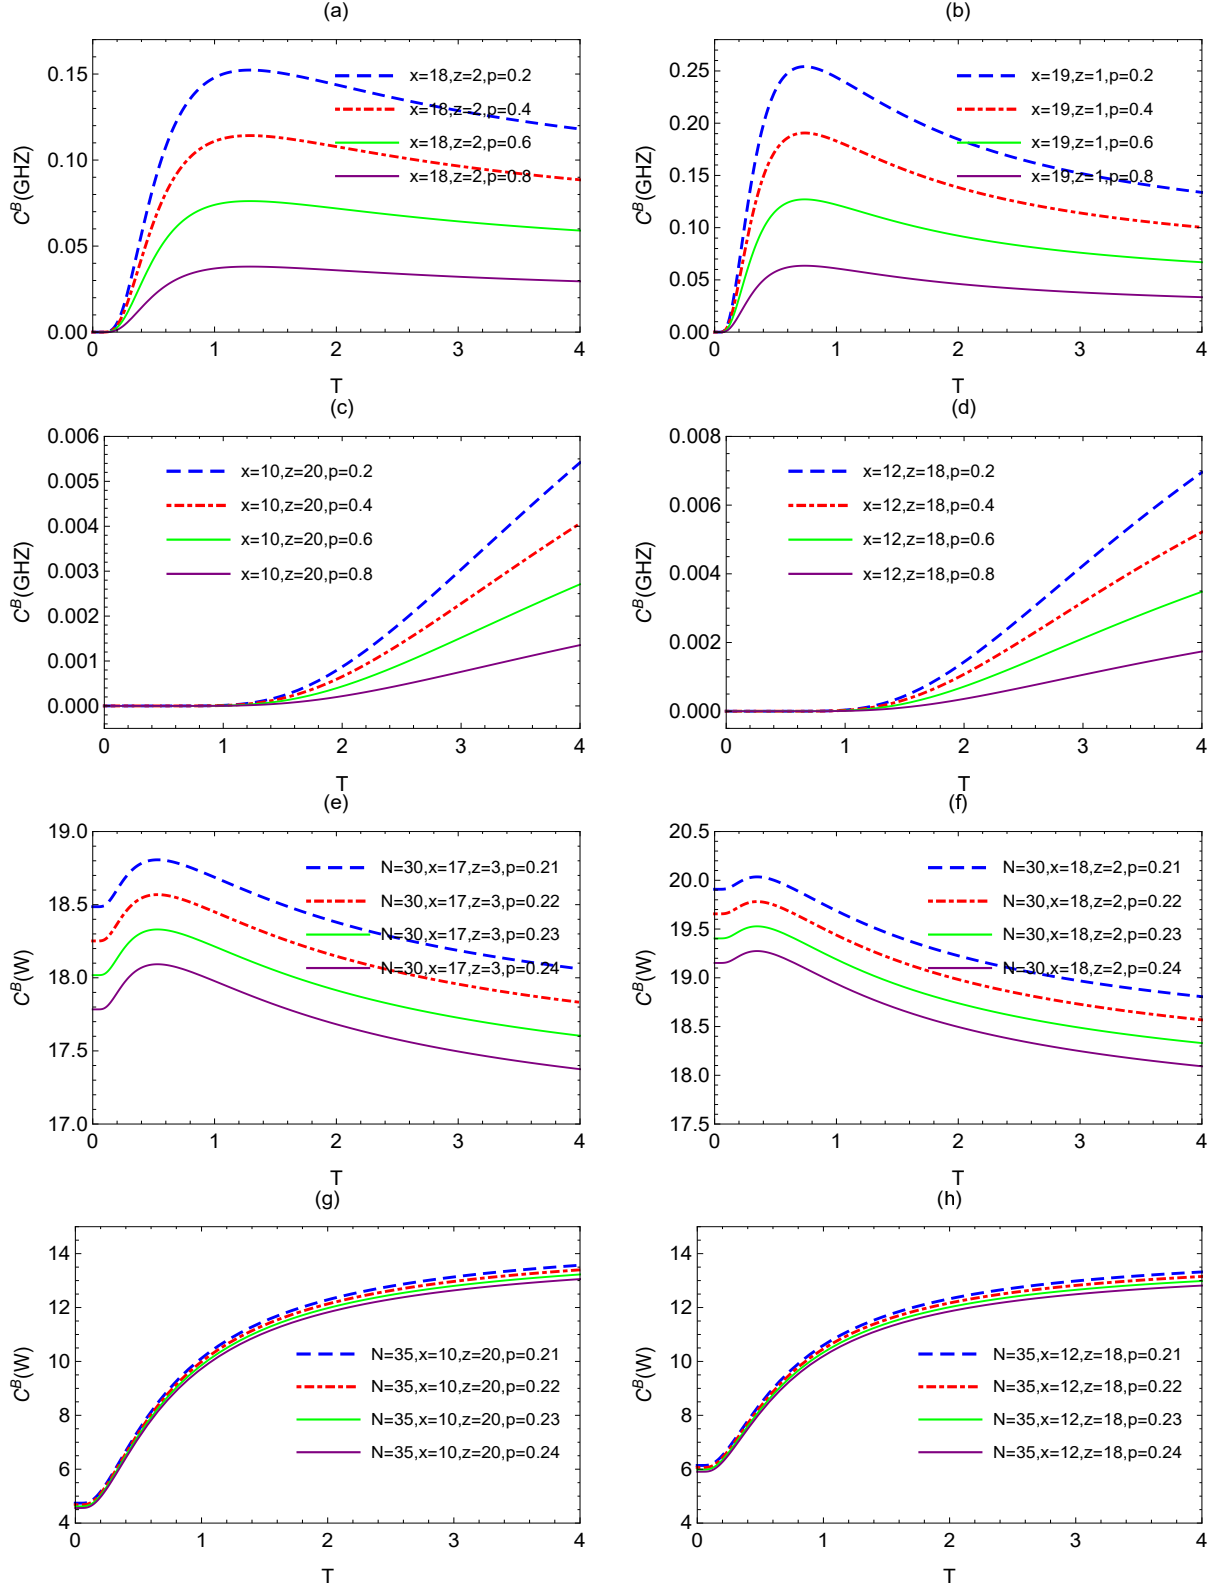 (a)
C^B(GHZ)
0.15
0.10
0.05
0.00
x=18,z=2,p=0.2
x=18,z=2,p=0.4
x=18,z=2,p=0.6
x=18,z=2,p=0.8
0 1 2 3 4
T
(b)
C^B(GHZ)
0.25
0.20
0.15
0.10
0.05
0.00
x=19,z=1,p=0.2
x=19,z=1,p=0.4
x=19,z=1,p=0.6
x=19,z=1,p=0.8
0 1 2 3 4
T
(c)
C^B(GHZ)
0.006
0.005
0.004
0.003
0.002
0.001
0.000
x=10,z=20,p=0.2
x=10,z=20,p=0.4
x=10,z=20,p=0.6
x=10,z=20,p=0.8
0 1 2 3 4
T
(d)
C^B(GHZ)
0.008
0.006
0.004
0.002
0.000
x=12,z=18,p=0.2
x=12,z=18,p=0.4
x=12,z=18,p=0.6
x=12,z=18,p=0.8
0 1 2 3 4
T
(e)
C^B(W)
19.0
18.5
18.0
17.5
17.0
N=30,x=17,z=3,p=0.21
N=30,x=17,z=3,p=0.22
N=30,x=17,z=3,p=0.23
N=30,x=17,z=3,p=0.24
0 1 2 3 4
T
(f)
C^B(W)
20.5
20.0
19.5
19.0
18.5
18.0
17.5
N=30,x=18,z=2,p=0.21
N=30,x=18,z=2,p=0.22
N=30,x=18,z=2,p=0.23
N=30,x=18,z=2,p=0.24
0 1 2 3 4
T
(g)
C^B(W)
14
12
10
8
6
4
N=35,x=10,z=20,p=0.21
N=35,x=10,z=20,p=0.22
N=35,x=10,z=20,p=0.23
N=35,x=10,z=20,p=0.24
0 1 2 3 4
T
(h)
C^B(W)
14
12
10
8
6
4
N=35,x=12,z=18,p=0.21
N=35,x=12,z=18,p=0.22
N=35,x=12,z=18,p=0.23
N=35,x=12,z=18,p=0.24
0 1 2 3 4
T